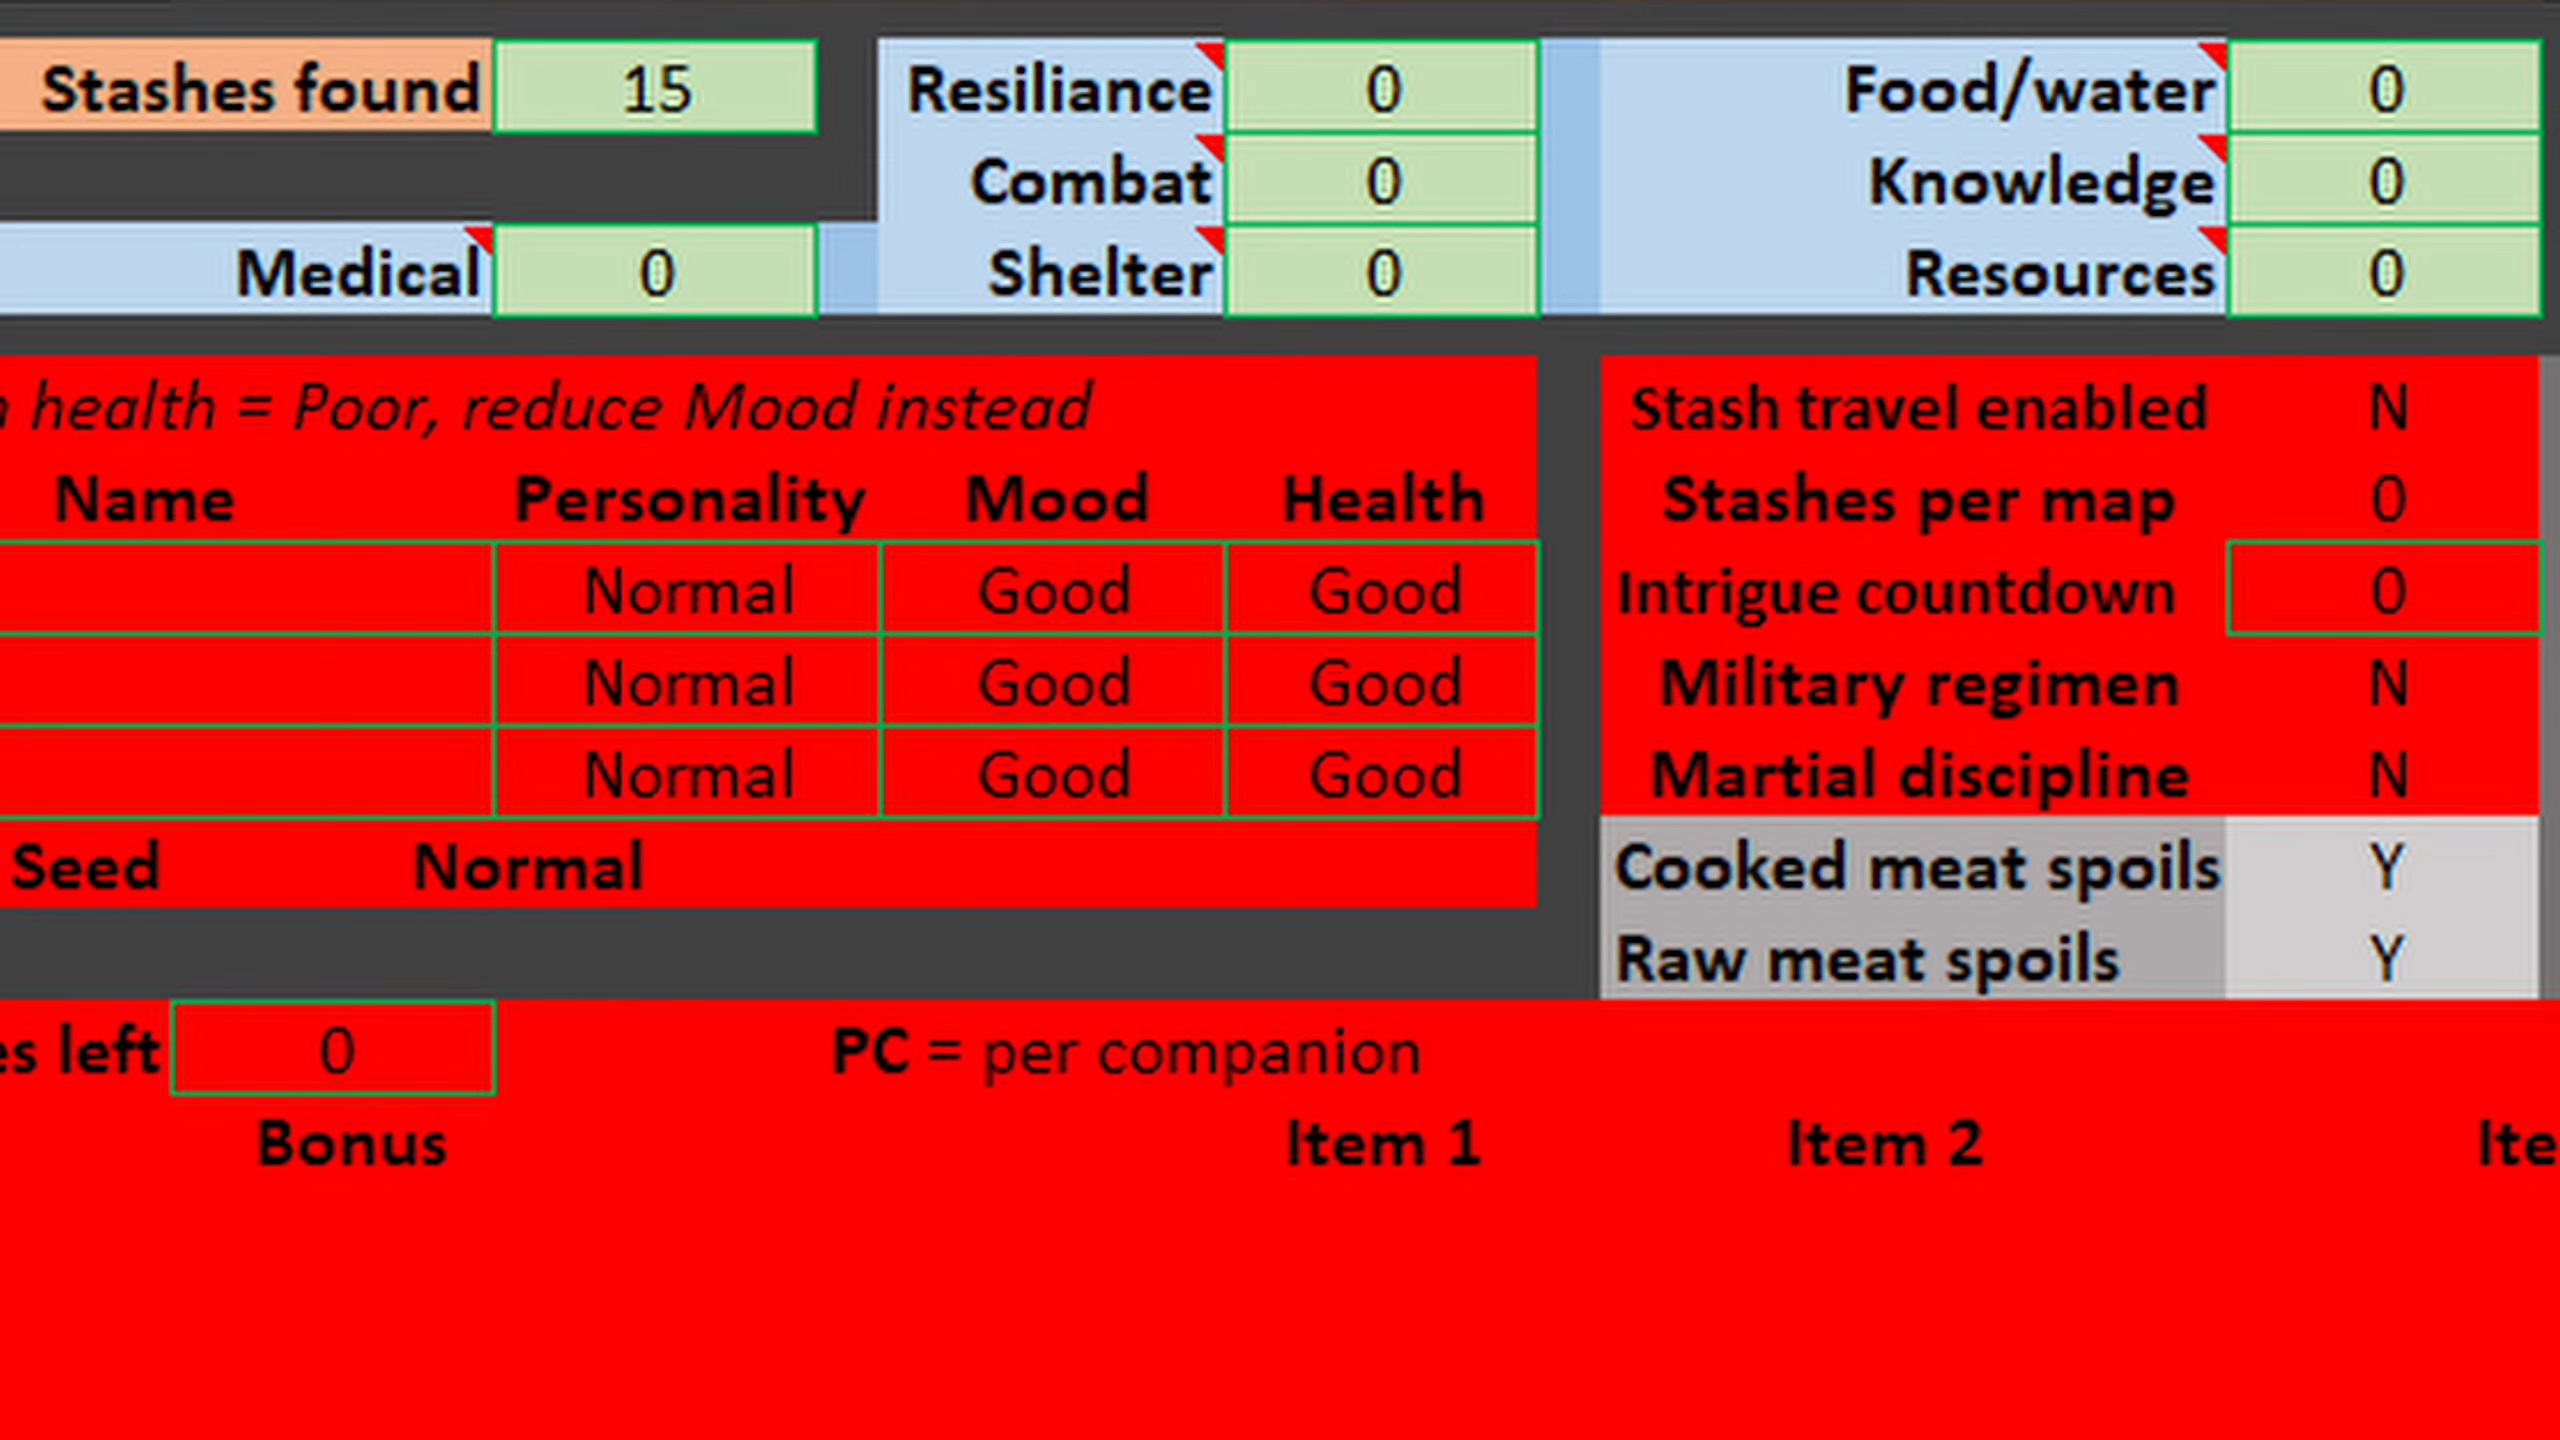 Stashes found 15 Resiliance 0 Food/water 0
Combat 0 Knowledge 0
Medical 0 Shelter 0 Resources 0
health = Poor, reduce Mood instead Stash travel enabled N
Name Personality Mood Health Stashes per map 0
Normal Good Good Intrigue countdown 0
Normal Good Good Military regimen N
Normal Good Good Martial discipline N
Seed Normal Cooked meat spoils Y
Raw meat spoils Y
left 0 PC = per companion
Bonus Item 1 Item 2